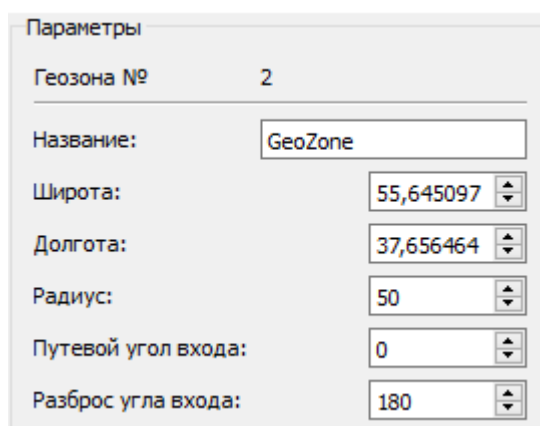 Параметры
Геозона № 2
Название: GeoZone
Широта: 55,645097
Долгота: 37,656464
Радиус: 50
Путевой угол входа: 0
Разброс угла входа: 180